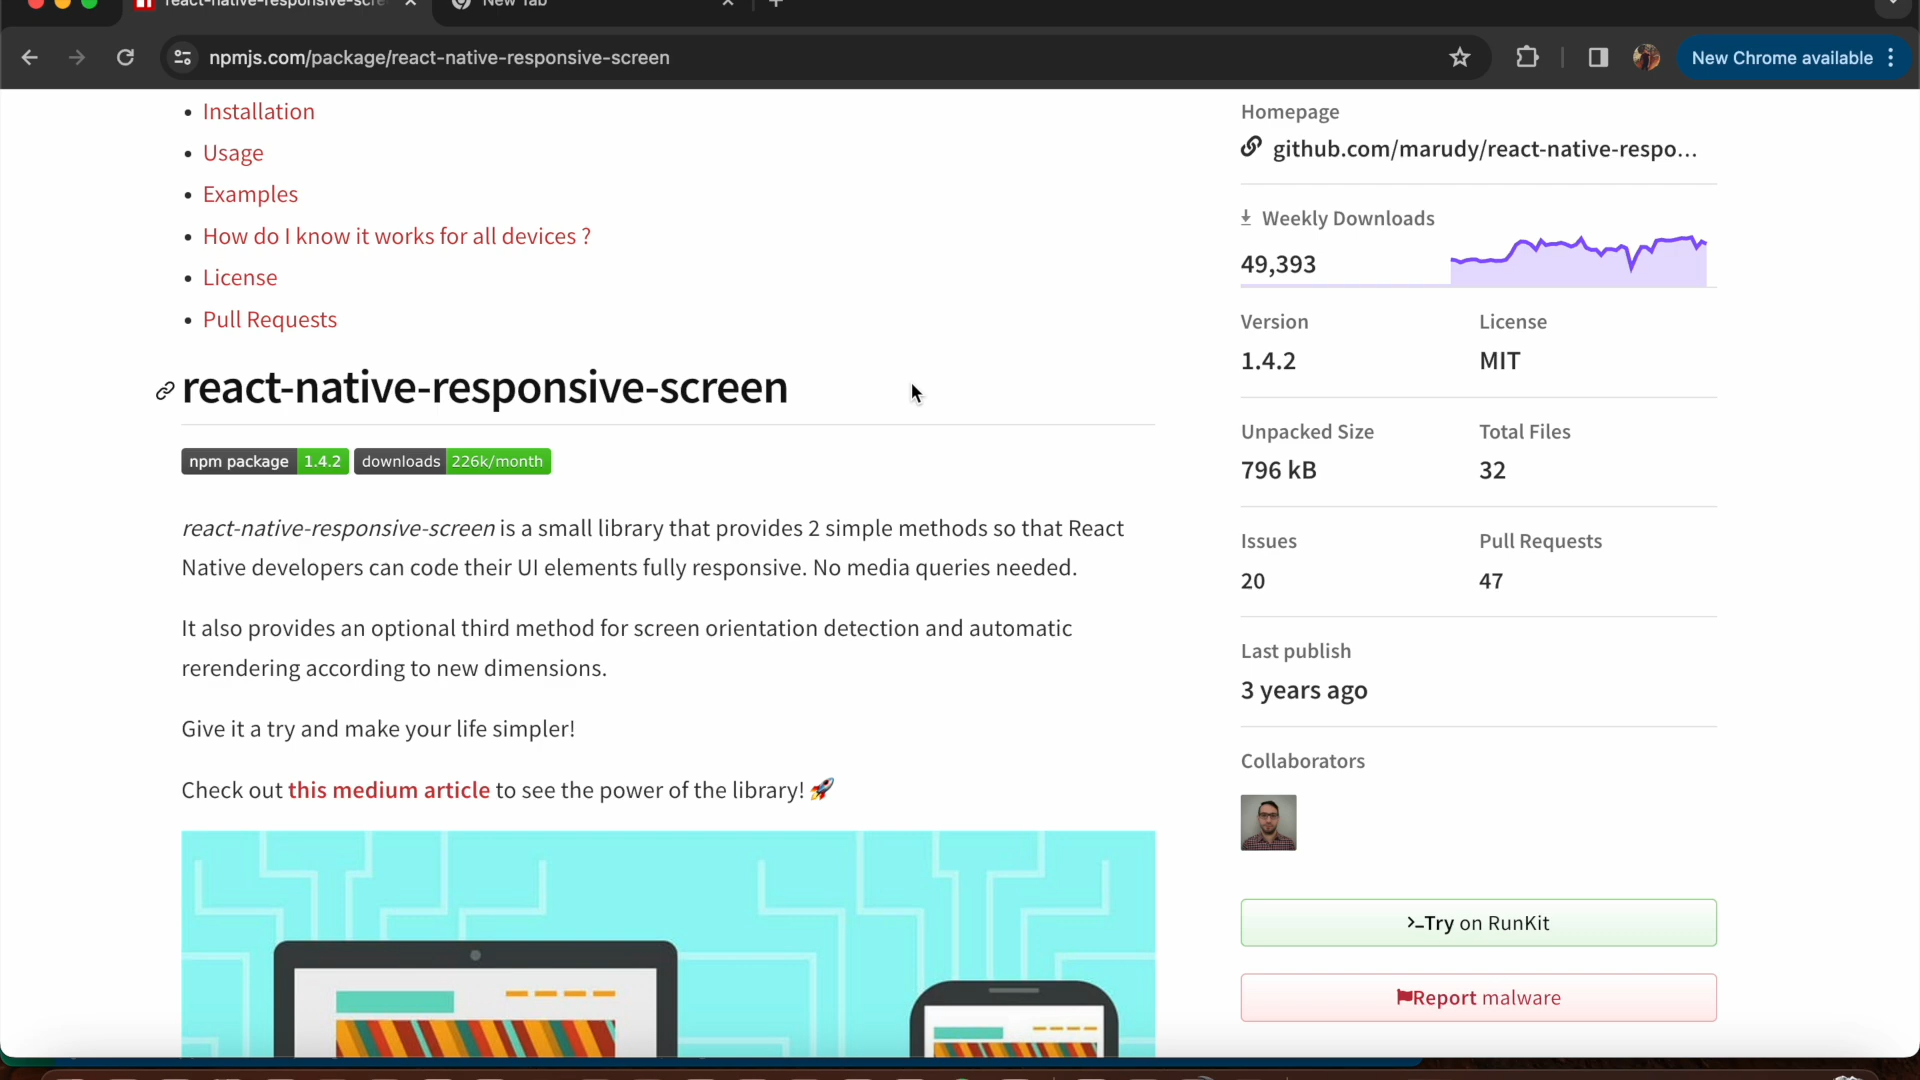 react-native-responsive-scre
New Tab
npmjs.com/package/react-native-responsive-screen
New Chrome available
Installation
Usage
Examples
How do I know it works for all devices ?
License
Pull Requests
react-native-responsive-screen
npm package 1.4.2 downloads 226k/month
react-native-responsive-screen is a small library that provides 2 simple methods so that React
Native developers can code their UI elements fully responsive. No media queries needed.
It also provides an optional third method for screen orientation detection and automatic
rerendering according to new dimensions.
Give it a try and make your life simpler!
Check out this medium article to see the power of the library! 🚀
Homepage
github.com/marudy/react-native-respo...
Weekly Downloads
49,393
Version License
1.4.2 MIT
Unpacked Size Total Files
796 kB 32
Issues Pull Requests
20 47
Last publish
3 years ago
Collaborators
>_Try on RunKit
Report malware